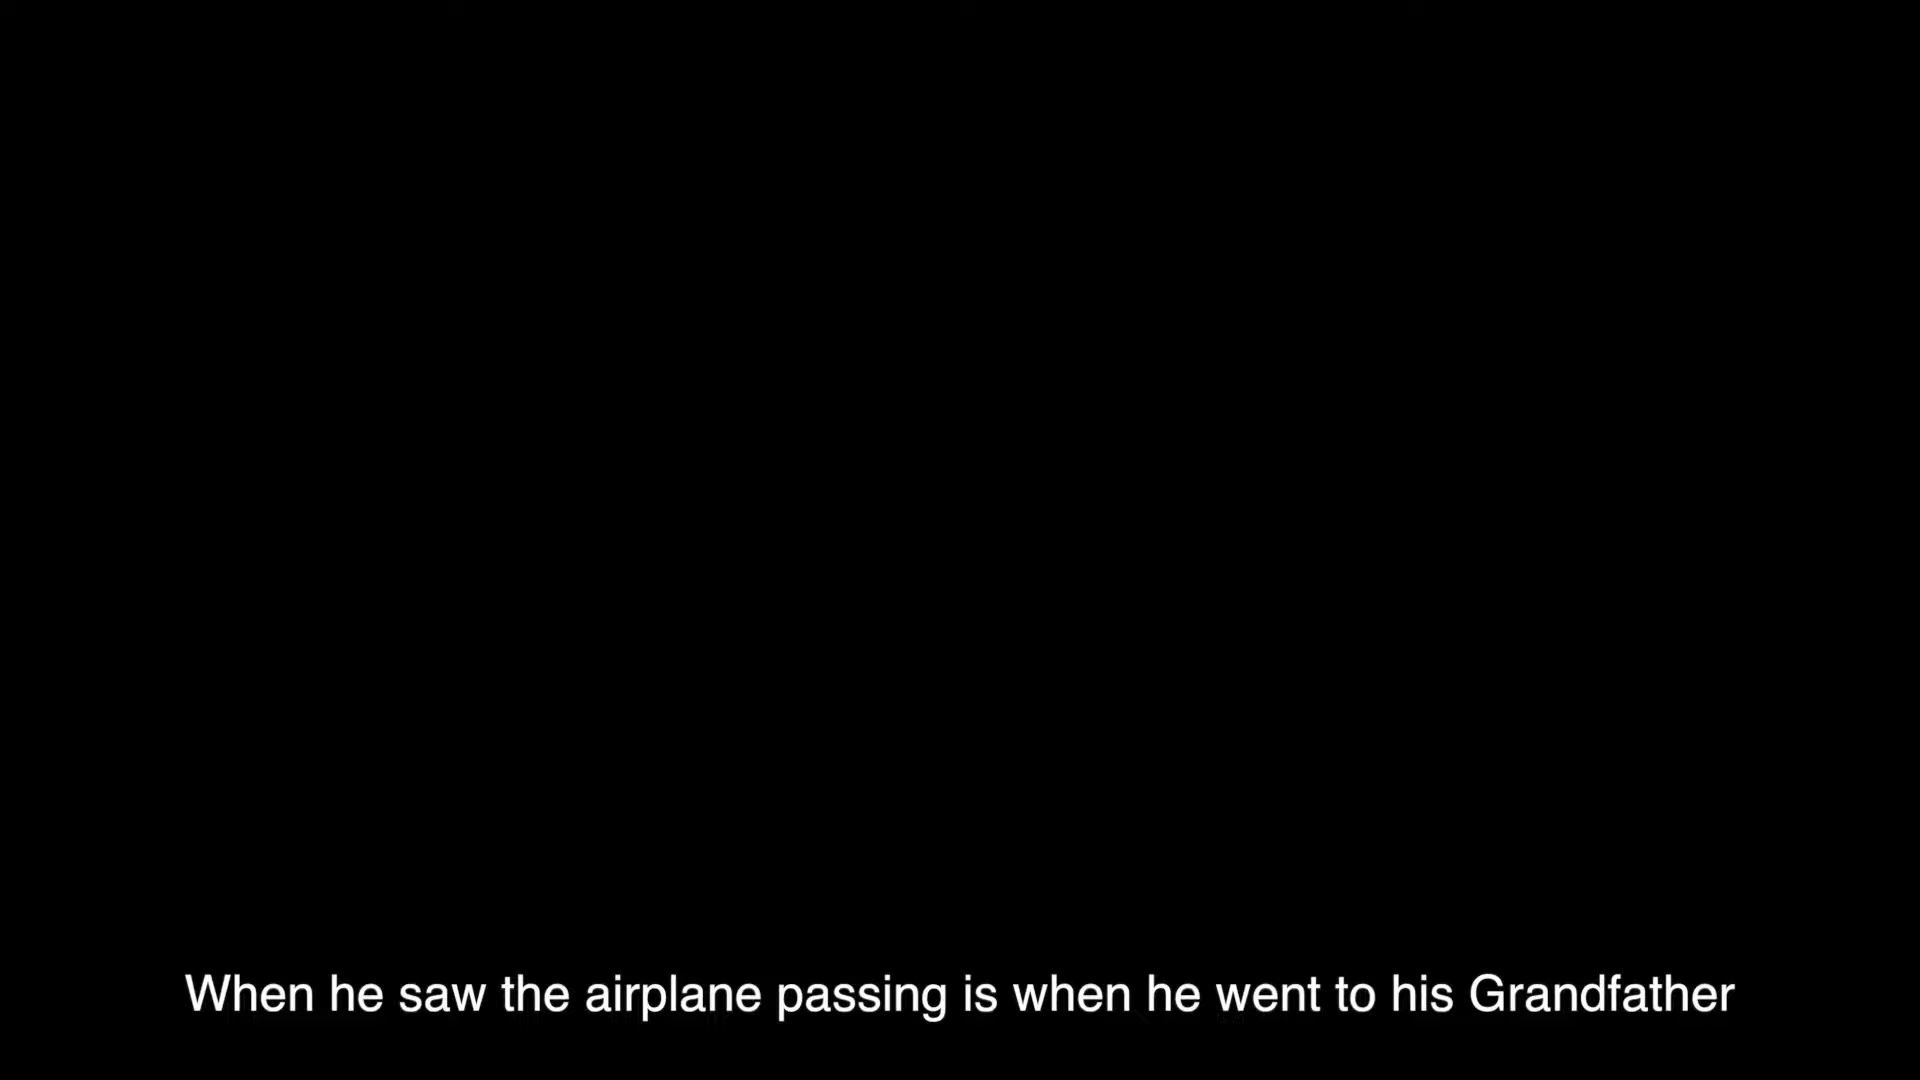 When he saw the airplane passing is when he went to his Grandfather